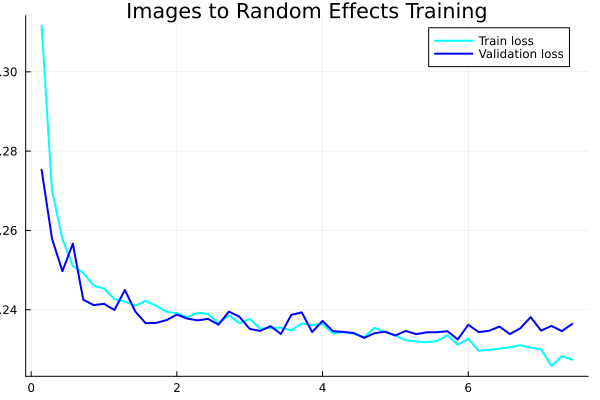 Images to Random Effects Training
Train loss
Validation loss
.30
.28
.26
.24
0 2 4 6